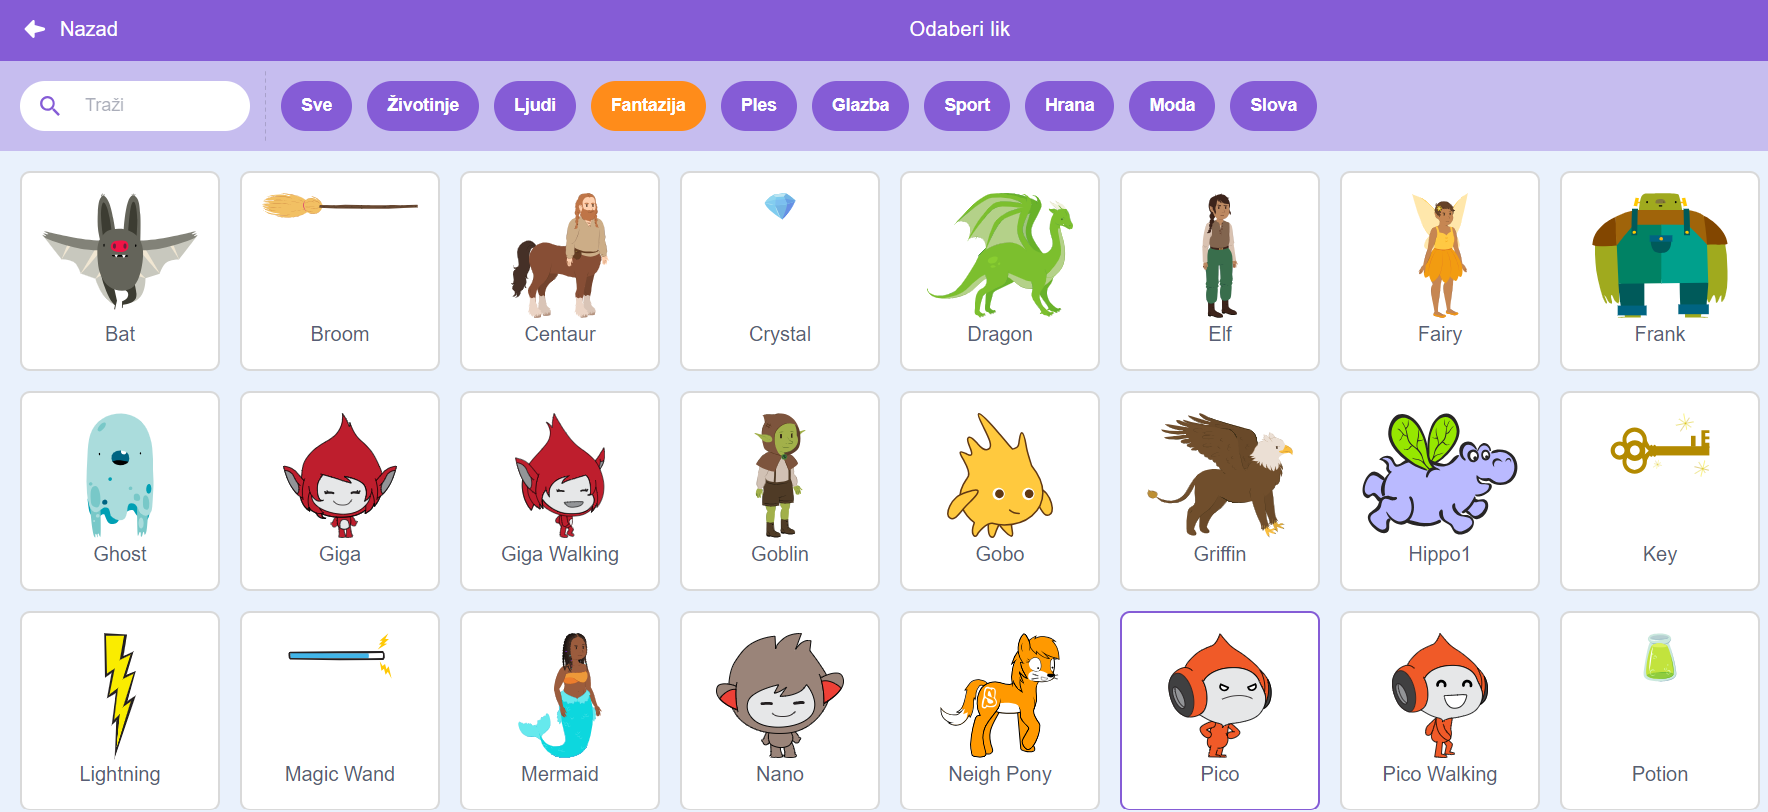 Nazad
Odaberi lik
Traži
Sve
Životinje
Ljudi
Fantazija
Ples
Glazba
Sport
Hrana
Moda
Slova
Bat
Broom
Centaur
Crystal
Dragon
Elf
Fairy
Frank
Ghost
Giga
Giga Walking
Goblin
Gobo
Griffin
Hippo1
Key
Lightning
Magic Wand
Mermaid
Nano
Neigh Pony
Pico
Pico Walking
Potion